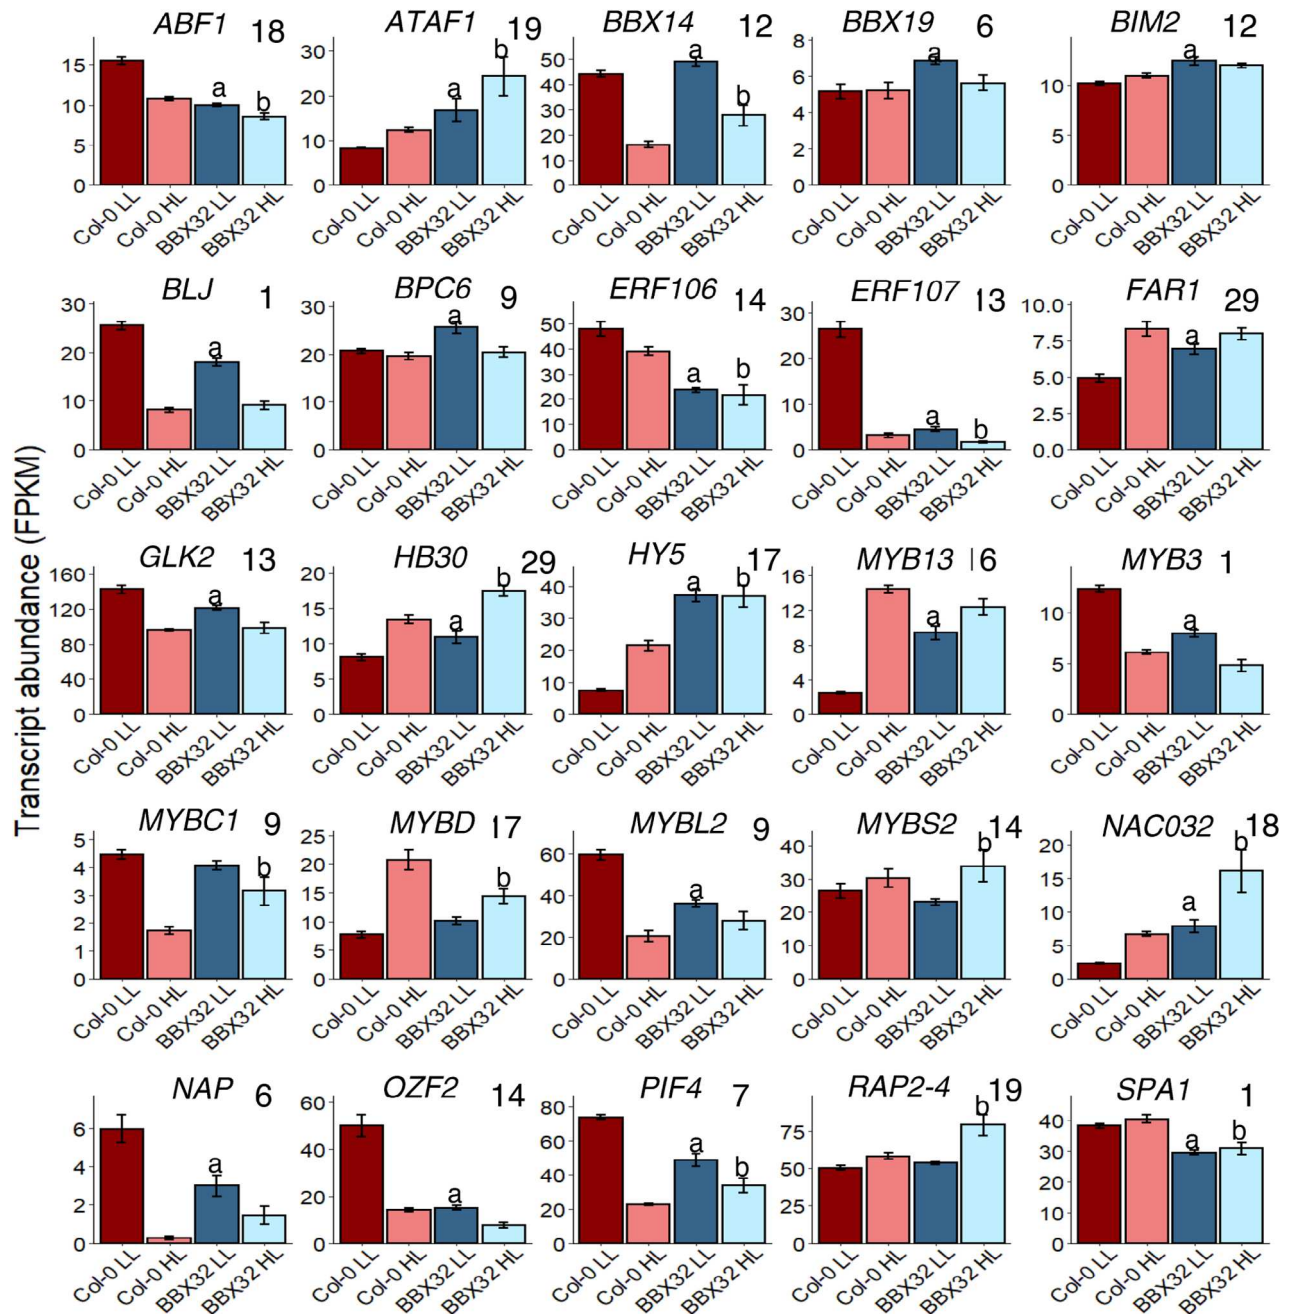 Transcript abundance (FPKM)
ABF1 18
15
10
5
0
a
b
Col-0 LL
Col-0 HL
BBX32 LL
BBX32 HL
ATAF1 19
30
20
10
0
a
b
Col-0 LL
Col-0 HL
BBX32 LL
BBX32 HL
BBX14 12
50
40
30
20
10
0
a
b
Col-0 LL
Col-0 HL
BBX32 LL
BBX32 HL
BBX19 6
8
6
4
2
0
a
Col-0 LL
Col-0 HL
BBX32 LL
BBX32 HL
BIM2 12
10
5
0
a
Col-0 LL
Col-0 HL
BBX32 LL
BBX32 HL
BLJ 1
30
20
10
0
a
Col-0 LL
Col-0 HL
BBX32 LL
BBX32 HL
BPC6 9
30
20
10
0
a
Col-0 LL
Col-0 HL
BBX32 LL
BBX32 HL
ERF106 14
50
40
30
20
10
0
a
b
Col-0 LL
Col-0 HL
BBX32 LL
BBX32 HL
ERF107 13
30
20
10
0
a
b
Col-0 LL
Col-0 HL
BBX32 LL
BBX32 HL
FAR1 29
10.0
7.5
5.0
2.5
0.0
a
Col-0 LL
Col-0 HL
BBX32 LL
BBX32 HL
GLK2 13
160
120
80
40
0
a
Col-0 LL
Col-0 HL
BBX32 LL
BBX32 HL
HB30 29
20
15
10
5
0
a
b
Col-0 LL
Col-0 HL
BBX32 LL
BBX32 HL
HY5 17
40
30
20
10
0
a
b
Col-0 LL
Col-0 HL
BBX32 LL
BBX32 HL
MYB13 16
16
12
8
4
0
a
Col-0 LL
Col-0 HL
BBX32 LL
BBX32 HL
MYB3 1
10
5
0
a
Col-0 LL
Col-0 HL
BBX32 LL
BBX32 HL
MYBC1 9
5
4
3
2
1
0
b
Col-0 LL
Col-0 HL
BBX32 LL
BBX32 HL
MYBD 17
25
20
15
10
5
0
b
Col-0 LL
Col-0 HL
BBX32 LL
BBX32 HL
MYBL2 9
60
40
20
0
a
Col-0 LL
Col-0 HL
BBX32 LL
BBX32 HL
MYBS2 14
40
30
20
10
0
b
Col-0 LL
Col-0 HL
BBX32 LL
BBX32 HL
NAC032 18
20
15
10
5
0
a
b
Col-0 LL
Col-0 HL
BBX32 LL
BBX32 HL
NAP 6
6
4
2
0
a
Col-0 LL
Col-0 HL
BBX32 LL
BBX32 HL
OZF2 14
60
40
20
0
a
Col-0 LL
Col-0 HL
BBX32 LL
BBX32 HL
PIF4 7
80
60
40
20
0
a
b
Col-0 LL
Col-0 HL
BBX32 LL
BBX32 HL
RAP2-4 19
75
50
25
0
b
Col-0 LL
Col-0 HL
BBX32 LL
BBX32 HL
SPA1 1
40
30
20
10
0
a
b
Col-0 LL
Col-0 HL
BBX32 LL
BBX32 HL